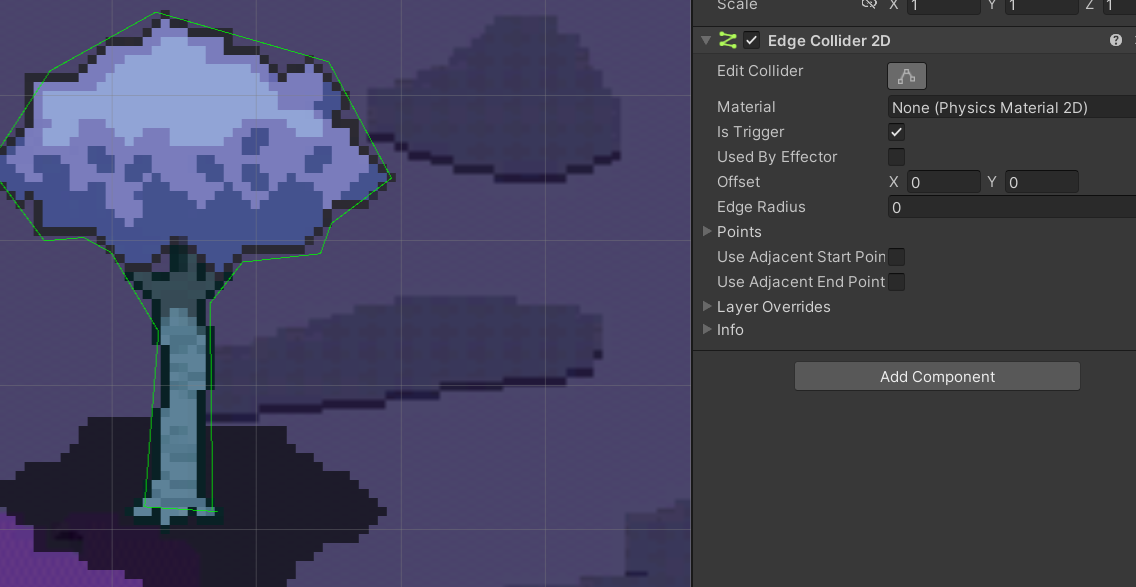 Scale X 1 Y 1 Z 1
Edge Collider 2D
Edit Collider
Material None (Physics Material 2D)
Is Trigger
Used By Effector
Offset X 0 Y 0
Edge Radius 0
Points
Use Adjacent Start Poin
Use Adjacent End Point
Layer Overrides
Info
Add Component